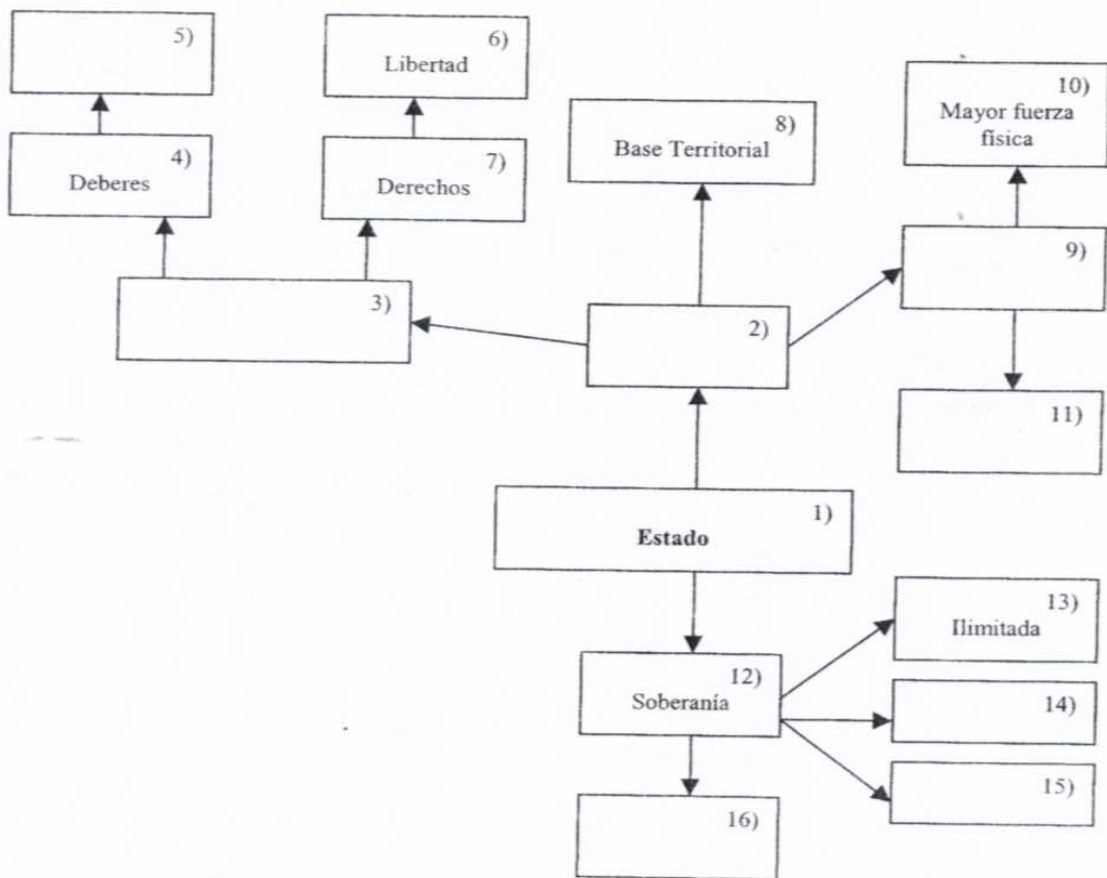 5)
6)
Libertad
4)
Deberes
7)
Derechos
8)
Base Territorial
10)
Mayor fuerza
física
9)
3)
2)
11)
1)
Estado
12)
Soberanía
13)
Ilimitada
14)
15)
16)